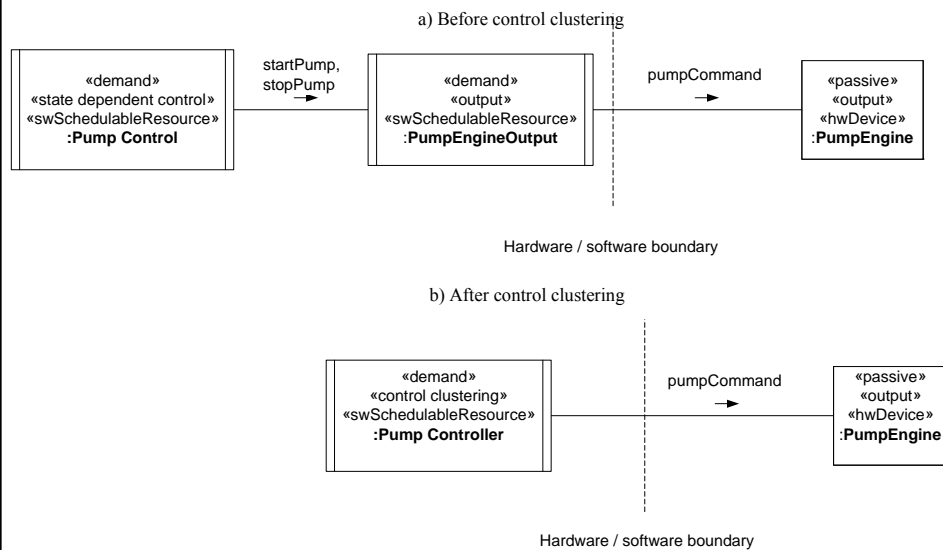 a) Before control clustering
«demand»
«state dependent control»
«swSchedulableResource»
:Pump Control
startPump,
stopPump
«demand»
«output»
«swSchedulableResource»
:PumpEngineOutput
pumpCommand
«passive»
«output»
«hwDevice»
:PumpEngine
Hardware / software boundary
b) After control clustering
«demand»
«control clustering»
«swSchedulableResource»
:Pump Controller
pumpCommand
«passive»
«output»
«hwDevice»
:PumpEngine
Hardware / software boundary